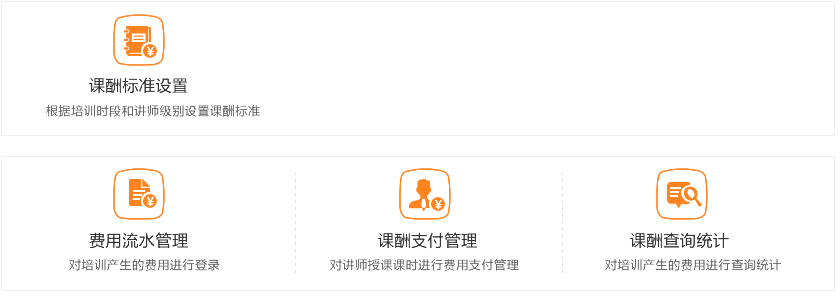 课酬标准设置
根据培训时段和讲师级别设置课酬标准
费用流水管理
对培训产生的费用进行登录
课酬支付管理
对讲师授课课时进行费用支付管理
课酬查询统计
对培训产生的费用进行查询统计